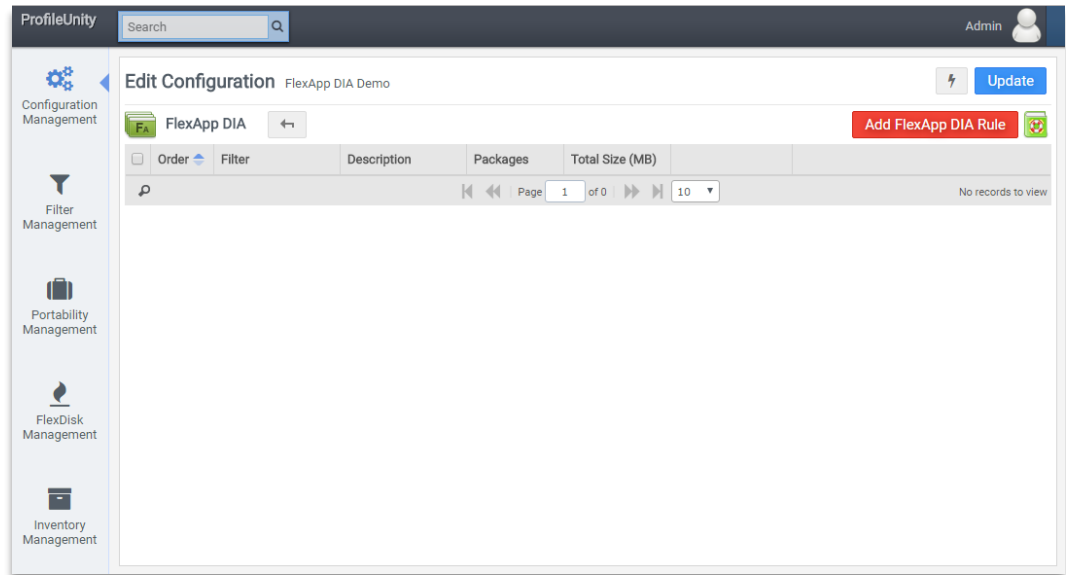 ProfileUnity
Search
Admin
Configuration
Management
Filter
Management
Portability
Management
FlexDisk
Management
Inventory
Management
Edit Configuration FlexApp DIA Demo
Update
FA FlexApp DIA
Add FlexApp DIA Rule
Order Filter Description Packages Total Size (MB)
Page 1 of 0 10 No records to view